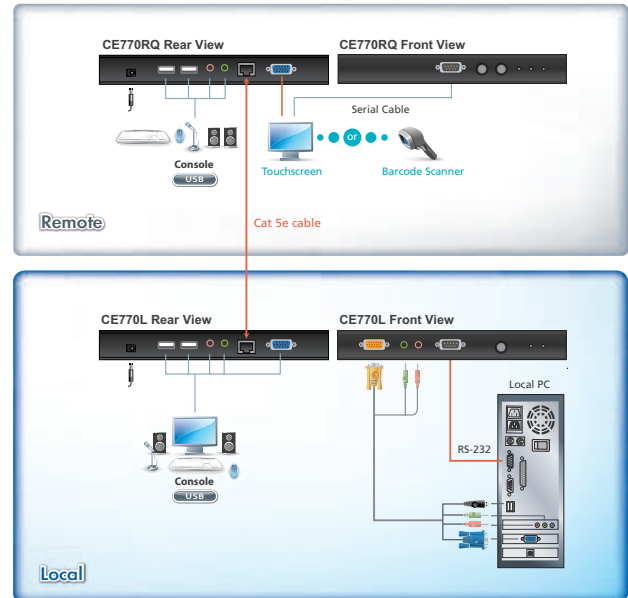 CE770RQ Rear View
CE770RQ Front View
Serial Cable
or
Console
USB
Touchscreen
Barcode Scanner
Remote
Cat 5e cable
CE770L Rear View
CE770L Front View
Local PC
RS-232
Console
USB
Local